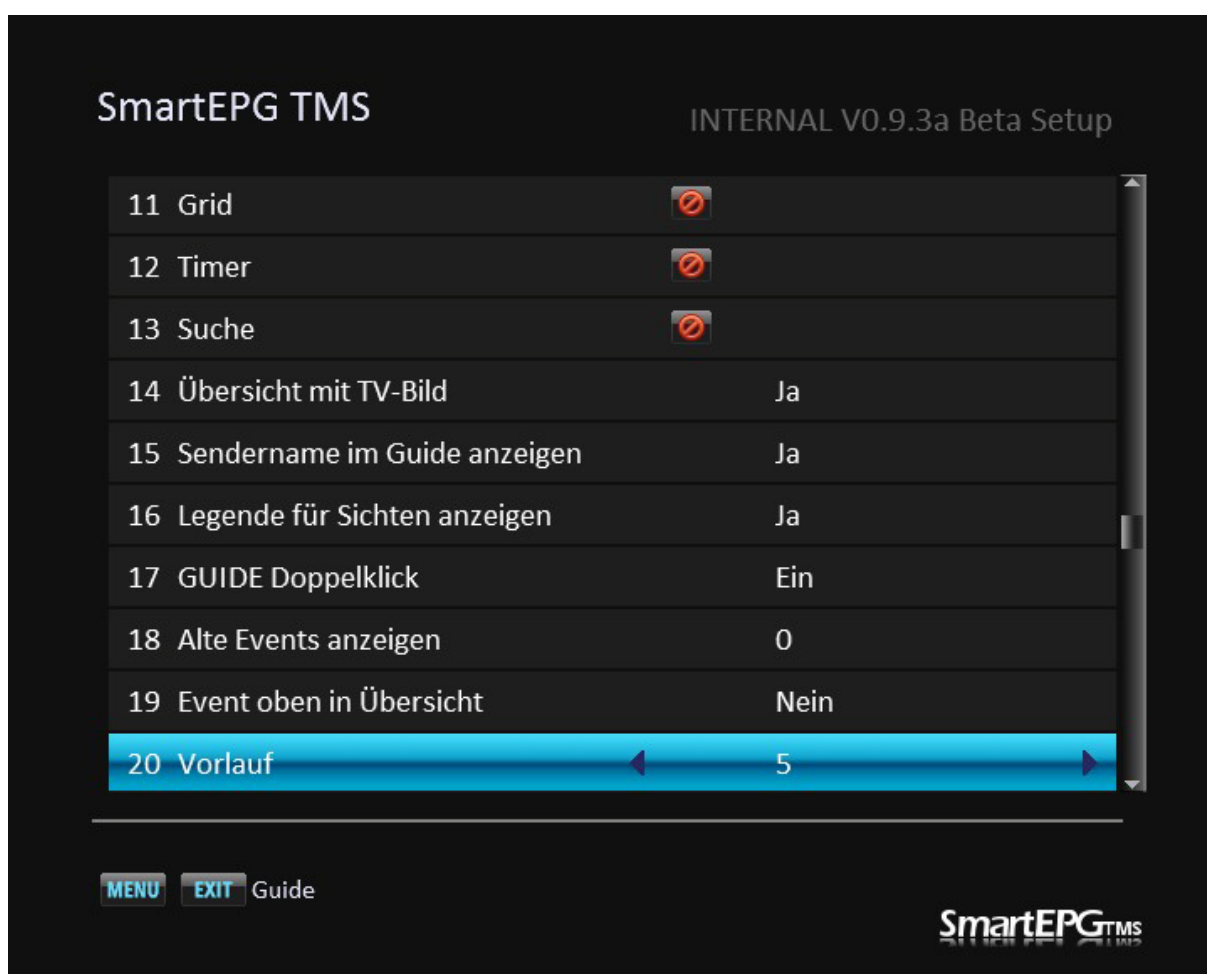 SmartEPG TMS
INTERNAL V0.9.3a Beta Setup
11 Grid
12 Timer
13 Suche
14 Übersicht mit TV-Bild Ja
15 Sendername im Guide anzeigen Ja
16 Legende für Sichten anzeigen Ja
17 GUIDE Doppelklick Ein
18 Alte Events anzeigen 0
19 Event oben in Übersicht Nein
20 Vorlauf 5
MENU EXIT Guide
SmartEPG TMS